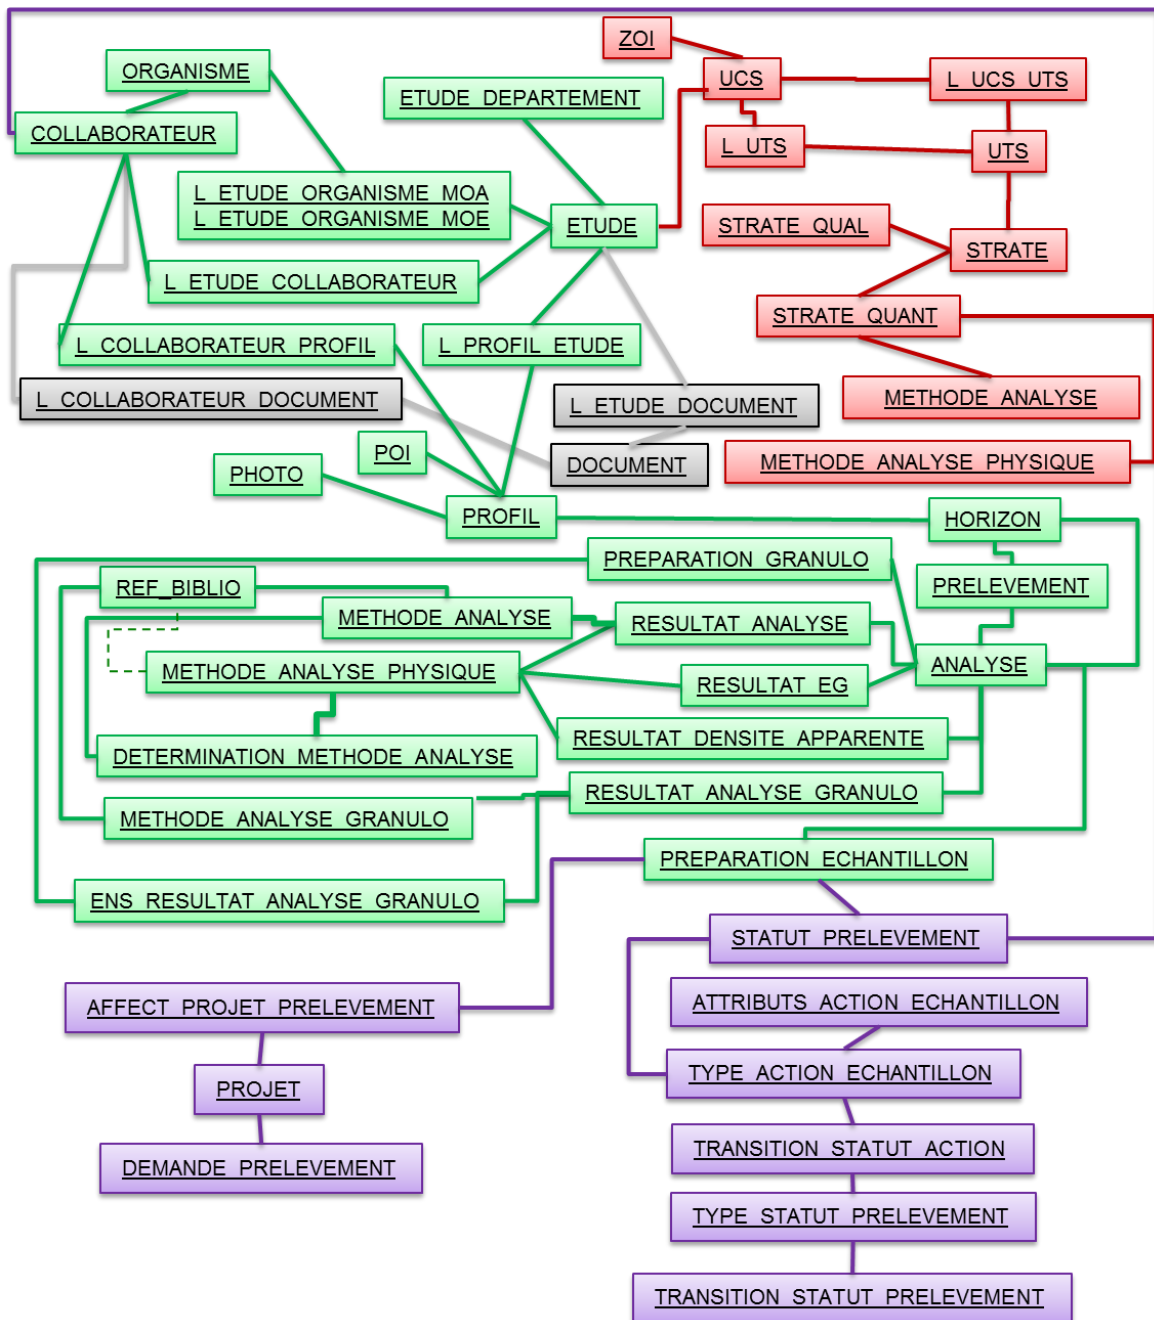 ZOI
ORGANISME
UCS
L_UCS_UTS
ETUDE_DEPARTEMENT
COLLABORATEUR
L_UTS
UTS
L_ETUDE_ORGANISME_MOA
L_ETUDE_ORGANISME_MOE
ETUDE
STRATE_QUAL
STRATE
L_ETUDE_COLLABORATEUR
STRATE_QUANT
L_COLLABORATEUR_PROFIL
L_PROFIL_ETUDE
METHODE_ANALYSE
L_COLLABORATEUR_DOCUMENT
L_ETUDE_DOCUMENT
POI
DOCUMENT
METHODE_ANALYSE_PHYSIQUE
PHOTO
PROFIL
HORIZON
PREPARATION_GRANULO
REF_BIBLIO
PRELEVEMENT
METHODE_ANALYSE
RESULTAT_ANALYSE
METHODE_ANALYSE_PHYSIQUE
ANALYSE
RESULTAT_EG
DETERMINATION_METHODE_ANALYSE
RESULTAT_DENSITE_APPARENTE
METHODE_ANALYSE_GRANULO
RESULTAT_ANALYSE_GRANULO
PREPARATION_ECHANTILLON
ENS_RESULTAT_ANALYSE_GRANULO
STATUT_PRELEVEMENT
AFFECT_PROJET_PRELEVEMENT
ATTRIBUTS_ACTION_ECHANTILLON
PROJET
TYPE_ACTION_ECHANTILLON
DEMANDE_PRELEVEMENT
TRANSITION_STATUT_ACTION
TYPE_STATUT_PRELEVEMENT
TRANSITION_STATUT_PRELEVEMENT